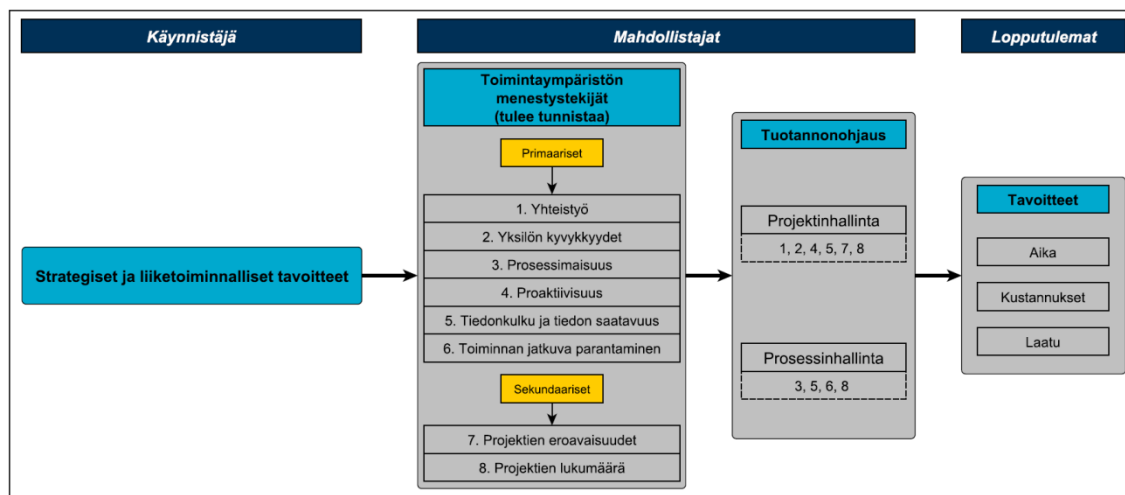 Käynnistäjä
Mahdollistajat
Lopputulemat
Strategiset ja liiketoiminnalliset tavoitteet
Toimintaympäristön
menestystekijät
(tulee tunnistaa)
Primaariset
1. Yhteistyö
2. Yksilön kyvykkyydet
3. Prosessimaisuus
4. Proaktiivisuus
5. Tiedonkulku ja tiedon saatavuus
6. Toiminnan jatkuva parantaminen
Sekundaariset
7. Projektien eroavaisuudet
8. Projektien lukumäärä
Tuotannonohjaus
Projektinhallinta
1, 2, 4, 5, 7, 8
Prosessinhallinta
3, 5, 6, 8
Tavoitteet
Aika
Kustannukset
Laatu